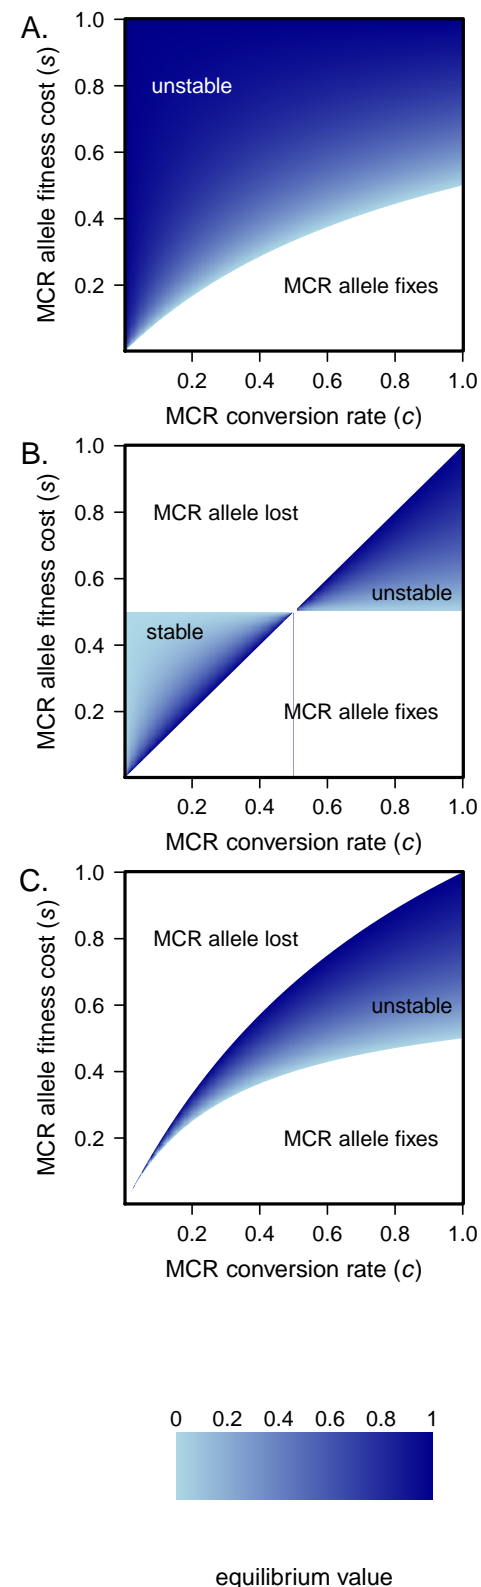 A.
MCR allele fitness cost (s)
1.0
0.8
0.6
0.4
0.2
unstable
MCR allele fixes
0.2 0.4 0.6 0.8 1.0
MCR conversion rate (c)
B.
MCR allele fitness cost (s)
1.0
0.8
0.6
0.4
0.2
MCR allele lost
unstable
stable
MCR allele fixes
0.2 0.4 0.6 0.8 1.0
MCR conversion rate (c)
C.
MCR allele fitness cost (s)
1.0
0.8
0.6
0.4
0.2
MCR allele lost
unstable
MCR allele fixes
0.2 0.4 0.6 0.8 1.0
MCR conversion rate (c)
0 0.2 0.4 0.6 0.8 1
equilibrium value